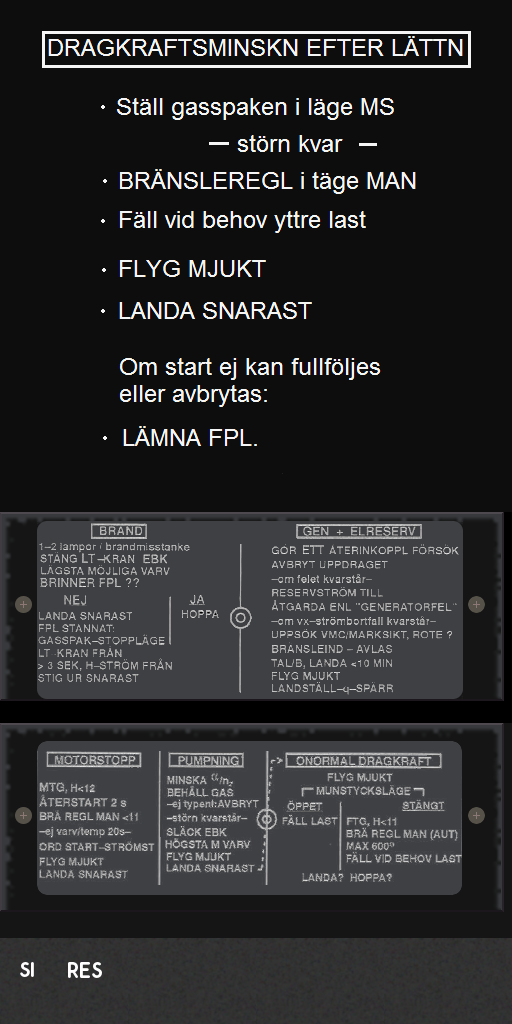 DRAGKRAFTSMINSKN EFTER LÄTTN
· Ställ gasspaken i läge MS
— störn kvar —
· BRÄNSLEREGL i täge MAN
· Fäll vid behov yttre last
· FLYG MJUKT
· LANDA SNARAST
Om start ej kan fullföljes
eller avbrytas:
· LÄMNA FPL.
BRAND
1–2 lampor / brandmisstanke
STÄNG LT–KRAN EBK
LÄGSTA MÖJLIGA VARV
BRINNER FPL ??
NEJ
LANDA SNARAST
FPL STANNAT:
GASSPAK–STOPPLÄGE
LT KRAN FRÅN
> 3 SEK, H–STRÖM FRÅN
STIG UR SNARAST
JA
HOPPA
GEN + ELRESERV
GÖR ETT ÅTERINKOPPL FÖRSÖK
AVBRYT UPPDRAGET
–om felet kvarstår–
RESERVSTRÖM TILL
ÅTGARDA ENL "GENERATORFEL"
–om vx–strömbortfall kvarstår–
UPPSÖK VMC/MARKSIKT, ROTE ?
BRANSLEIND – AVLAS
TAL/B, LANDA <10 MIN
FLYG MJUKT
LANDSTÄLL–q–SPÄRR
MOTORSTOPP
MTG, H<12
ÅTERSTART 2 s
BRÄ REGL MAN <11
–ej varv/temp 20s–
ORD START–STRÖMST
FLYG MJUKT
LANDA SNARAST
PUMPNING
MINSKA α/n₂
BEHÅLL GAS
–ej typent:AVBRYT
–störn kvarstår–
SLÄCK EBK
HÖGSTA M VARV
FLYG MJUKT
LANDA SNARAST
ONORMAL DRAGKRAFT
FLYG MJUKT
MUNSTYCKSLÄGE
ÖPPET
FÄLL LAST
STÄNGT
FTG, H<11
BRÄ REGL MAN (AUT)
MAX 600º
FÄLL VID BEHOV LAST
LANDA? HOPPA?
SI RES